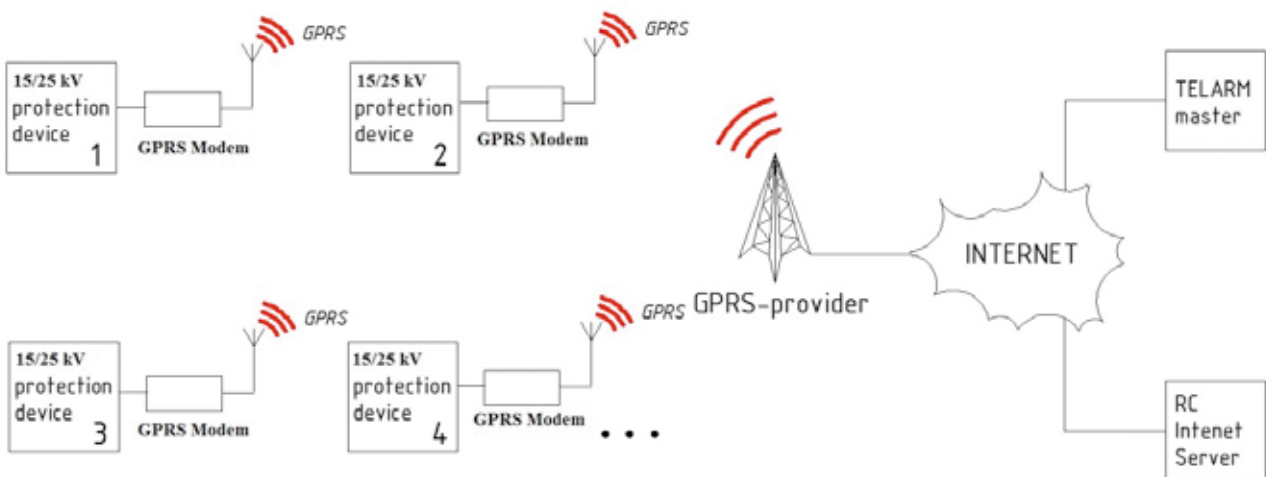 GPRS
15/25 kV
protection
device
1
GPRS Modem
GPRS
15/25 kV
protection
device
2
GPRS Modem
TELARM
master
INTERNET
GPRS-provider
GPRS
15/25 kV
protection
device
3
GPRS Modem
GPRS
15/25 kV
protection
device
4
GPRS Modem
• • •
RC
Intenet
Server